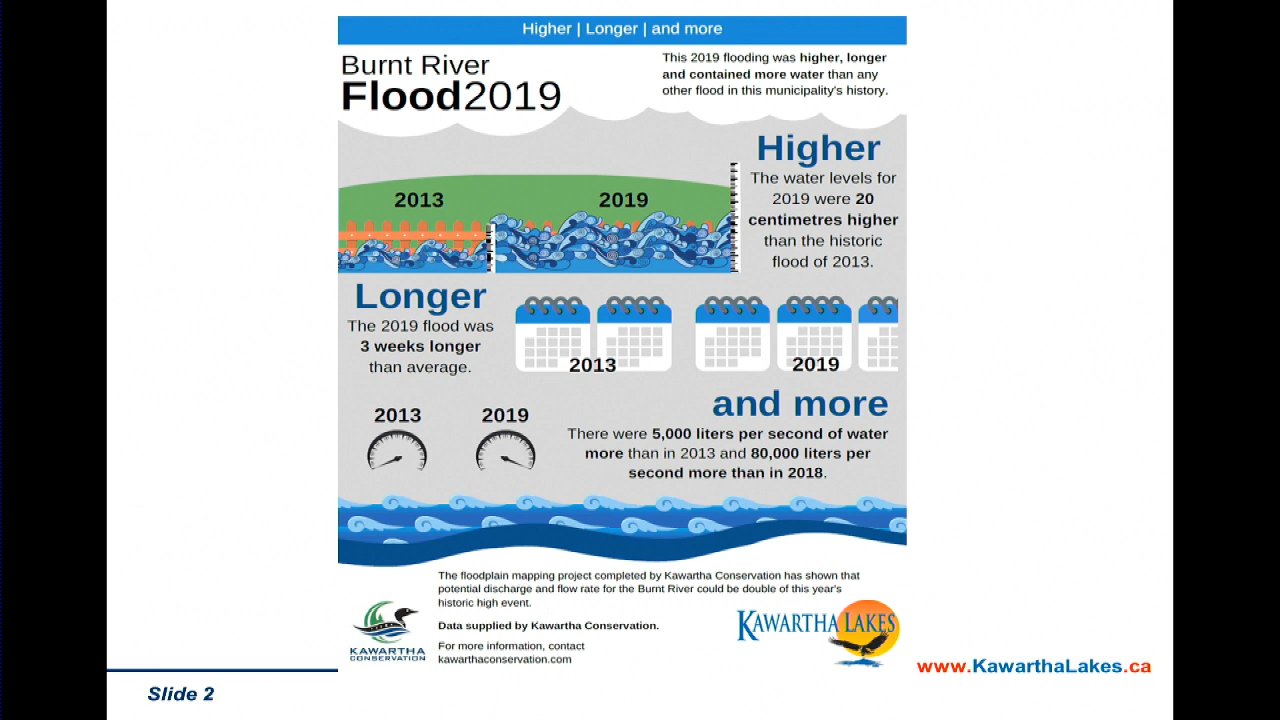 Higher | Longer | and more
Burnt River
Flood2019
This 2019 flooding was higher, longer
and contained more water than any
other flood in this municipality's history.
Higher
The water levels for
2019 were 20
centimetres higher
than the historic
flood of 2013.
2013
2019
Longer
The 2019 flood was
3 weeks longer
than average.
2013
2019
and more
There were 5,000 liters per second of water
more than in 2013 and 80,000 liters per
second more than in 2018.
2013
2019
The floodplain mapping project completed by Kawartha Conservation has shown that
potential discharge and flow rate for the Burnt River could be double of this year's
historic high event.
Data supplied by Kawartha Conservation.
For more information, contact
kawarthaconservation.com
KAWARTHA
CONSERVATION
KAWARTHA LAKES
www.KawarthaLakes.ca
Slide 2